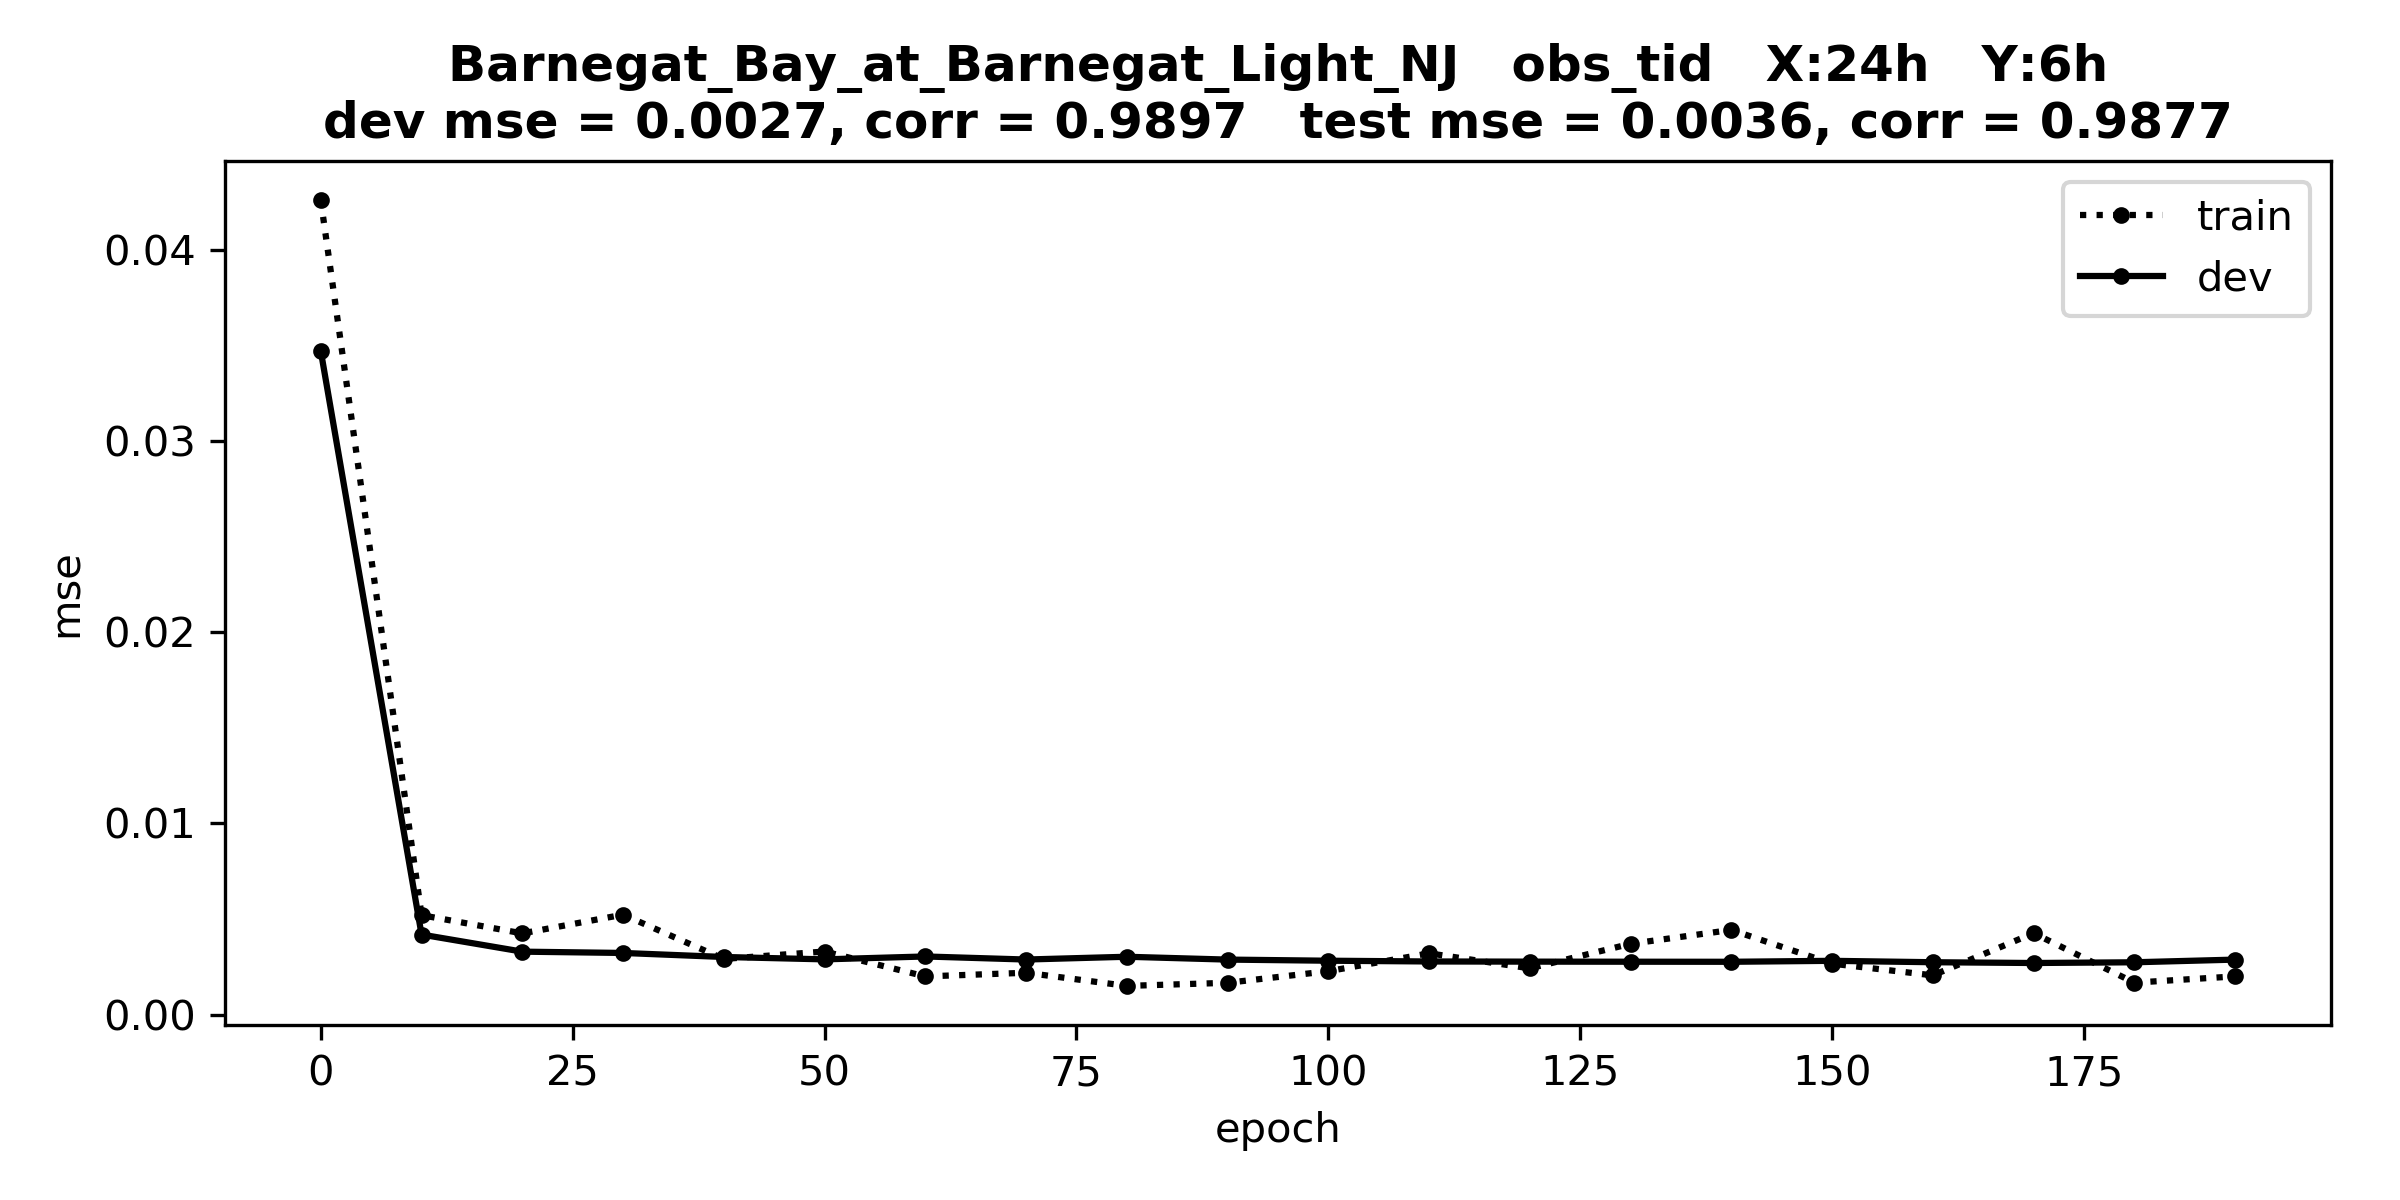 Barnegat_Bay_at_Barnegat_Light_NJ   obs_tid   X:24h   Y:6h
dev mse = 0.0027, corr = 0.9897   test mse = 0.0036, corr = 0.9877
train
dev
0.04
0.03
0.02
0.01
0.00
mse
0 25 50 75 100 125 150 175
epoch